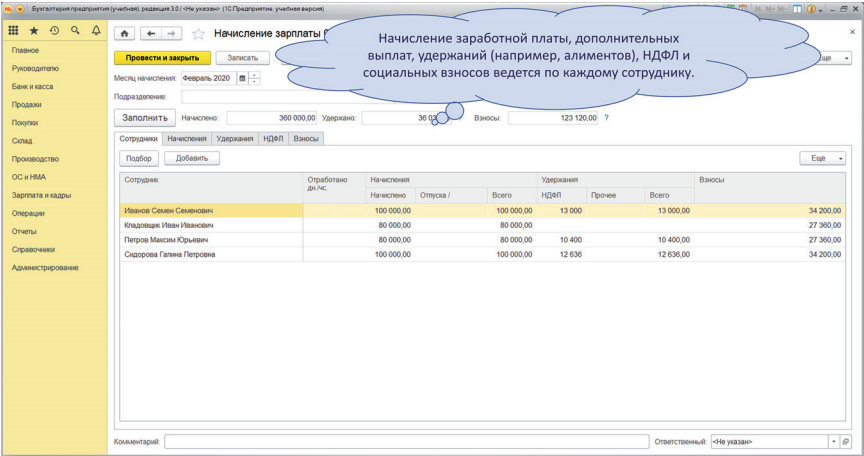 Бухгалтерия предприятия (учебная), редакция 3.0 / <Не указан> (1С:Предприятие, учебная версия)
M M+ M-
Начисление зарплаты
Начисление заработной платы, дополнительных
выплат, удержаний (например, алиментов), НДФЛ и
социальных взносов ведется по каждому сотруднику.
Главное
Руководителю
Банк и касса
Продажи
Покупки
Склад
Производство
ОС и НМА
Зарплата и кадры
Операции
Отчеты
Справочники
Администрирование
Провести и закрыть Записать
Месяц начисления: Февраль 2020
Подразделение:
Заполнить Начислено: 360 000,00 Удержано: Взносы: 123 120,00 ?
Сотрудники Начисления Удержания НДФЛ Взносы
Подбор Добавить Еще
Сотрудник Отработано дн./чс. Начисления Удержания Взносы
Начислено Отпуска / Всего НДФЛ Прочее Всего
Иванов Семен Семенович 100 000,00 100 000,00 13 000 13 000,00 34 200,00
Кладовщик Иван Иванович 80 000,00 80 000,00 27 360,00
Петров Максим Юрьевич 80 000,00 80 000,00 10 400 10 400,00 27 360,00
Сидорова Галина Петровна 100 000,00 100 000,00 12 636 12 636,00 34 200,00
Комментарий: Ответственный: <Не указан>